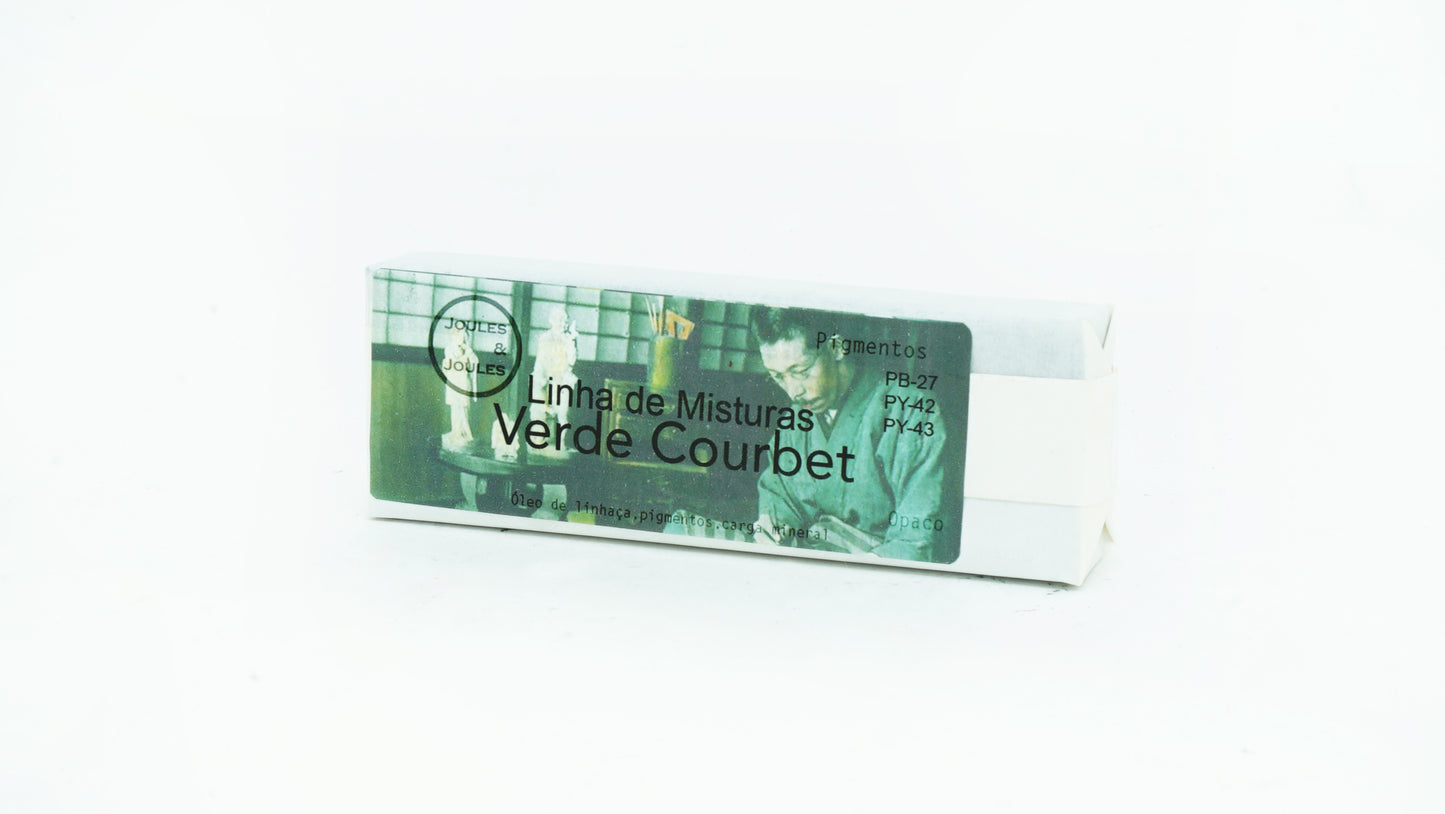 JOULES
&
JOULES
Pigmentos
PB-27
PY-42
PY-43
Linha de Misturas
Verde Courbet
Óleo de linhaça,pigmentos,carga mineral
Opaco